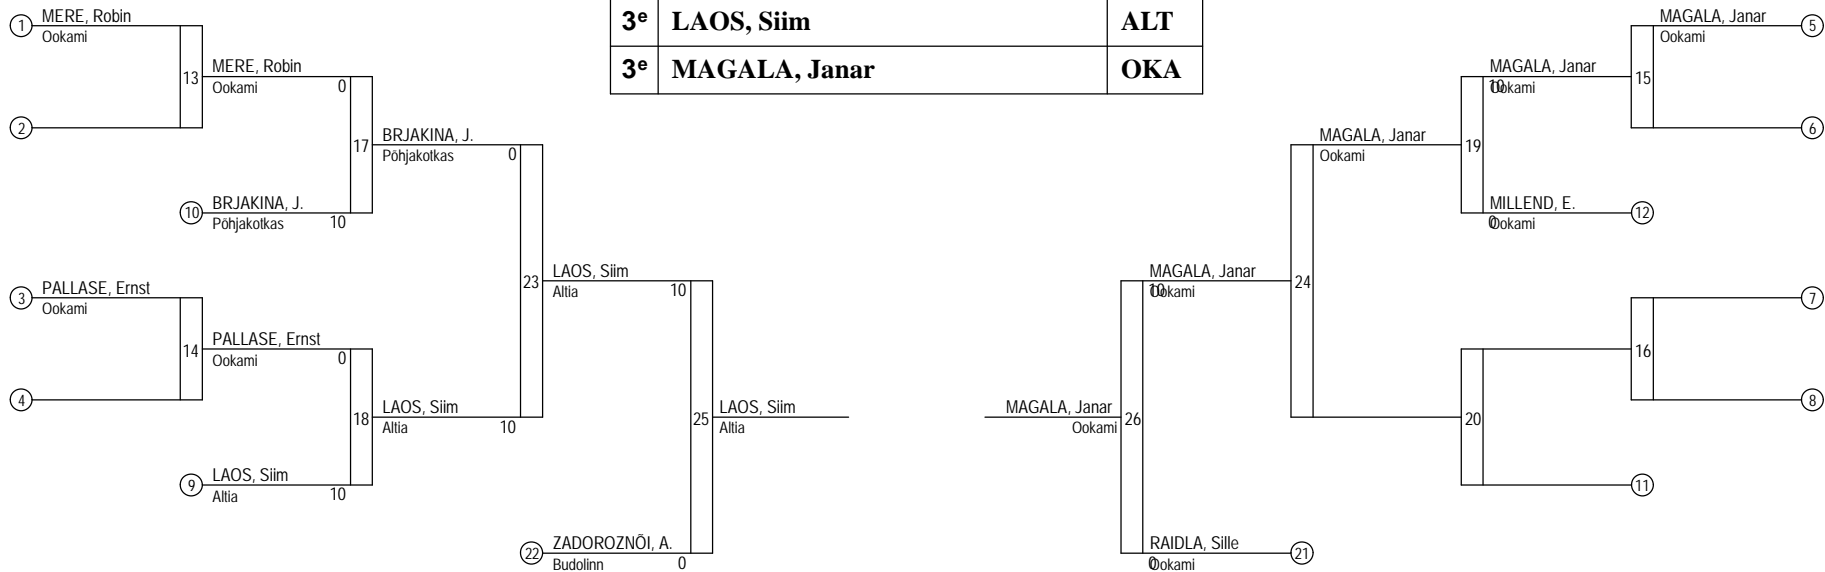 3e LAOS, Siim ALT
3e MAGALA, Janar OKA
1 MERE, Robin
Ookami
13
2
MERE, Robin
Ookami 0
17
10 BRJAKINA, J.
Põhjakotkas 10
BRJAKINA, J.
Põhjakotkas 0
23
3 PALLASE, Ernst
Ookami
14
4
PALLASE, Ernst
Ookami 0
18
9 LAOS, Siim
Altia 10
LAOS, Siim
Altia 10
LAOS, Siim
Altia 10
25
22 ZADOROZNÕI, A.
Budolinn 0
LAOS, Siim
Altia
MAGALA, Janar 5
Ookami
15
6
MAGALA, Janar
10 Ookami
19
MILLEND, E. 12
0 Ookami
MAGALA, Janar
Ookami
24
7
16
8
20
11
MAGALA, Janar
10 Ookami
26
RAIDLA, Sille 21
0 Ookami
MAGALA, Janar
Ookami